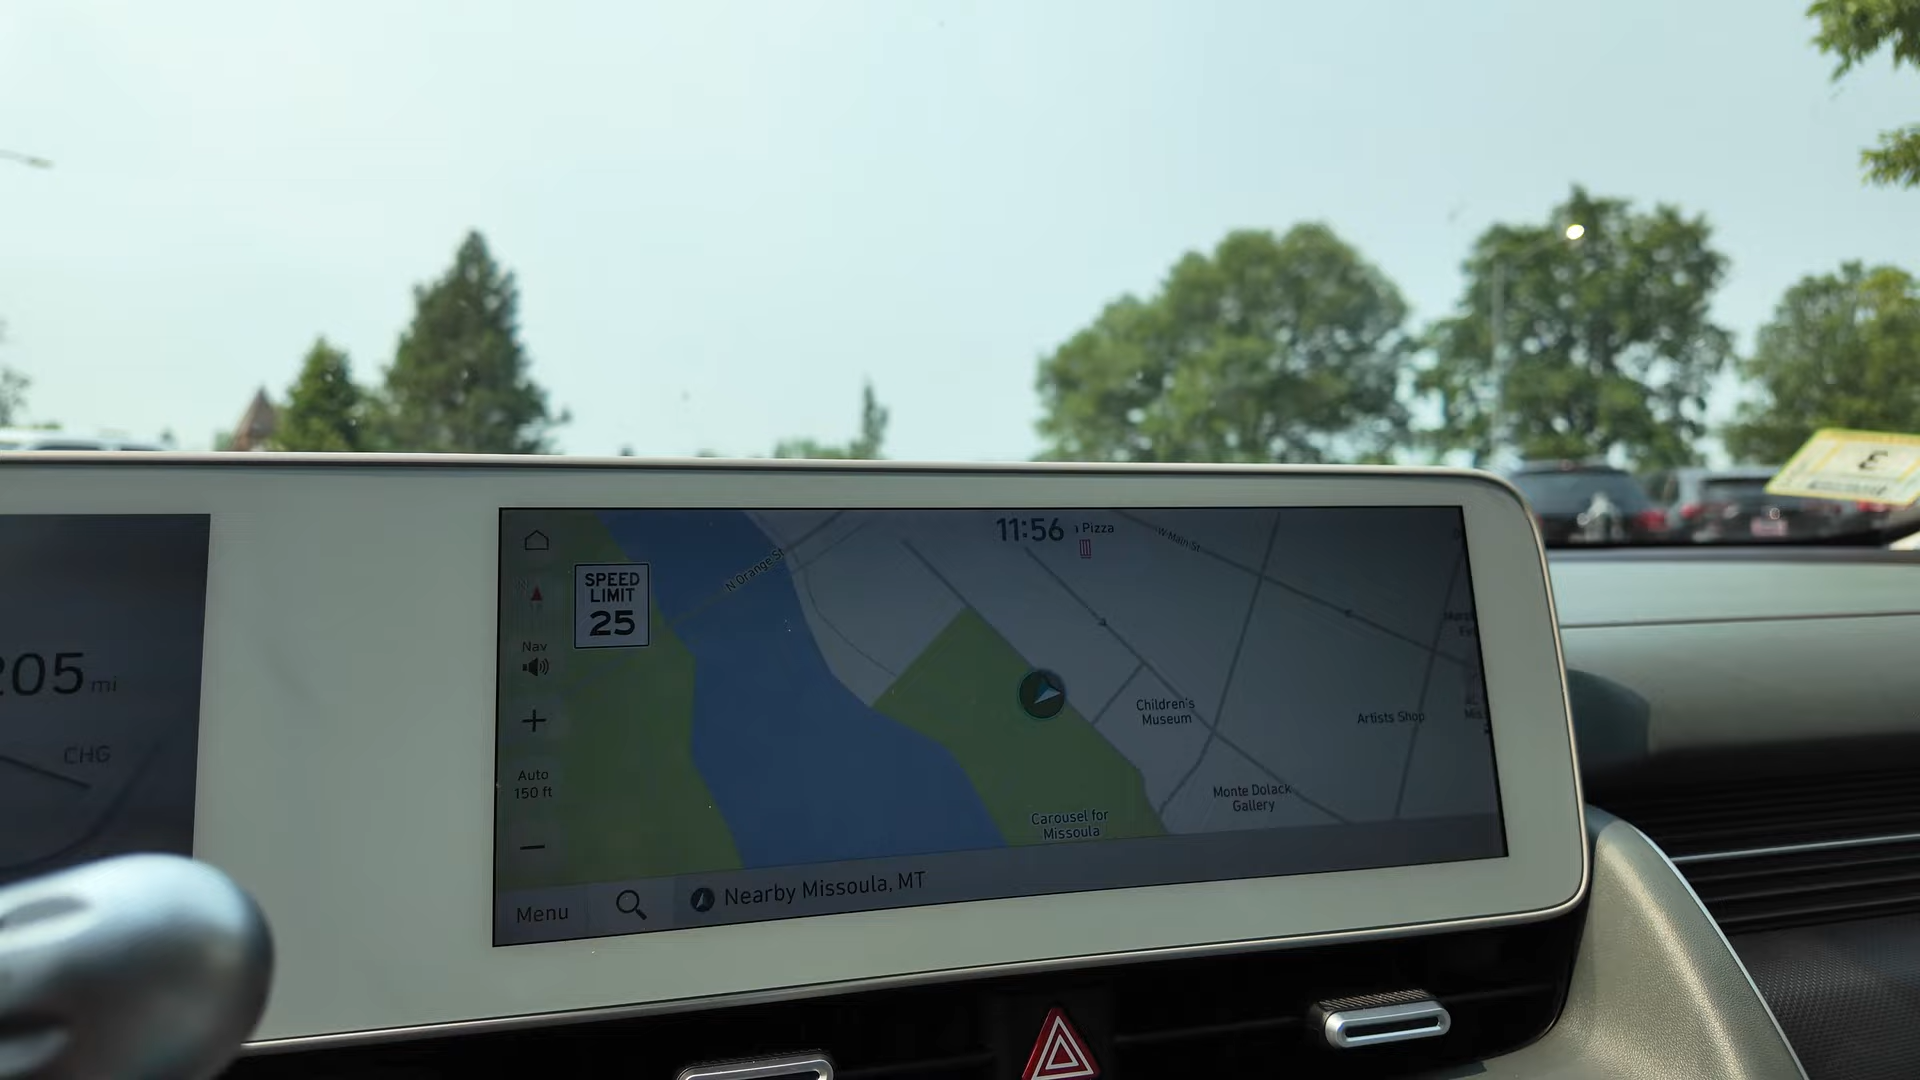 11:56
Pizza
W Main St
N Orange St
SPEED
LIMIT
25
Nav
205 mi
Children's
Museum
Artists Shop
CHG
Auto
150 ft
Monte Dolack
Gallery
Carousel for
Missoula
Menu
Nearby Missoula, MT
3